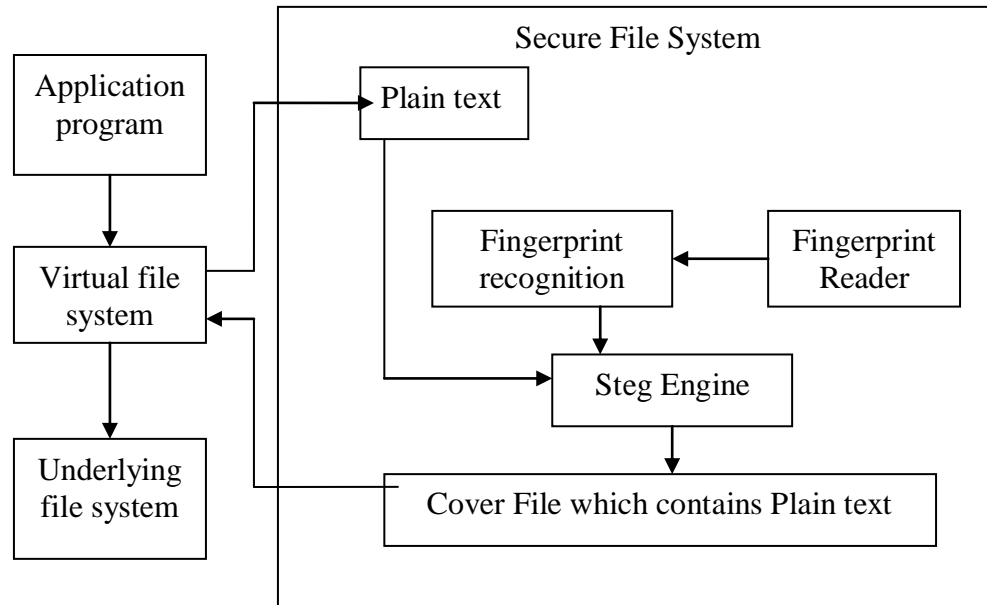 Secure File System
Application
program
Plain text
Virtual file
system
Fingerprint
recognition
Fingerprint
Reader
Steg Engine
Underlying
file system
Cover File which contains Plain text